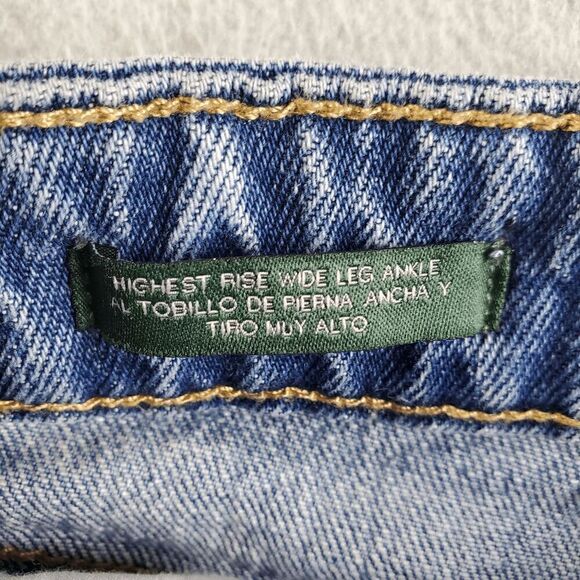 HIGHEST RISE WIDE LEG ANKLE
AL TOBILLO DE PIERNA ANCHA Y
TIRO MUY ALTO